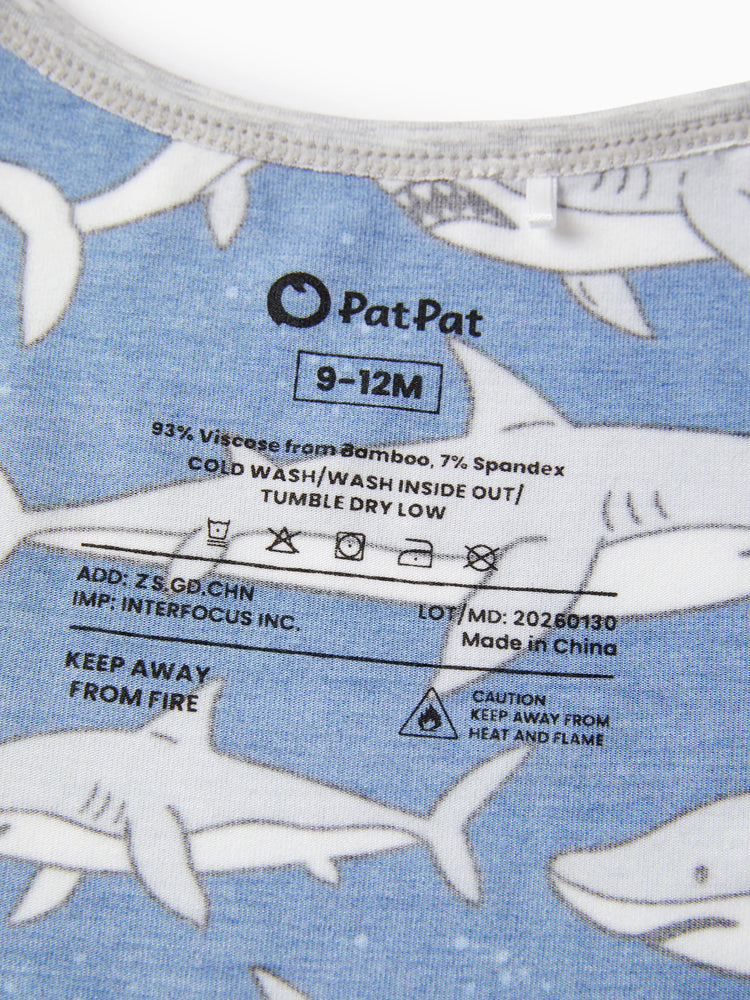 PatPat
9-12M
93% Viscose from Bamboo, 7% Spandex
COLD WASH/WASH INSIDE OUT/
TUMBLE DRY LOW
ADD: ZS.GD.CHN
IMP: INTERFOCUS INC.
LOT/MD: 20260130
Made in China
KEEP AWAY
FROM FIRE
CAUTION
KEEP AWAY FROM
HEAT AND FLAME